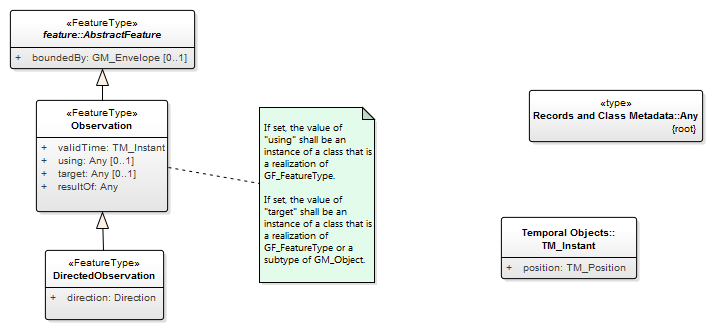 «FeatureType»
feature::AbstractFeature
+ boundedBy: GM_Envelope [0..1]
«FeatureType»
Observation
+ validTime: TM_Instant
+ using: Any [0..1]
+ target: Any [0..1]
+ resultOf: Any
«FeatureType»
DirectedObservation
+ direction: Direction
If set, the value of
"using" shall be an
instance of a class that is
a realization of
GF_FeatureType.
If set, the value of
"target" shall be an
instance of a class that is
a realization of
GF_FeatureType or a
subtype of GM_Object.
«type»
Records and Class Metadata::Any
{root}
Temporal Objects::
TM_Instant
+ position: TM_Position